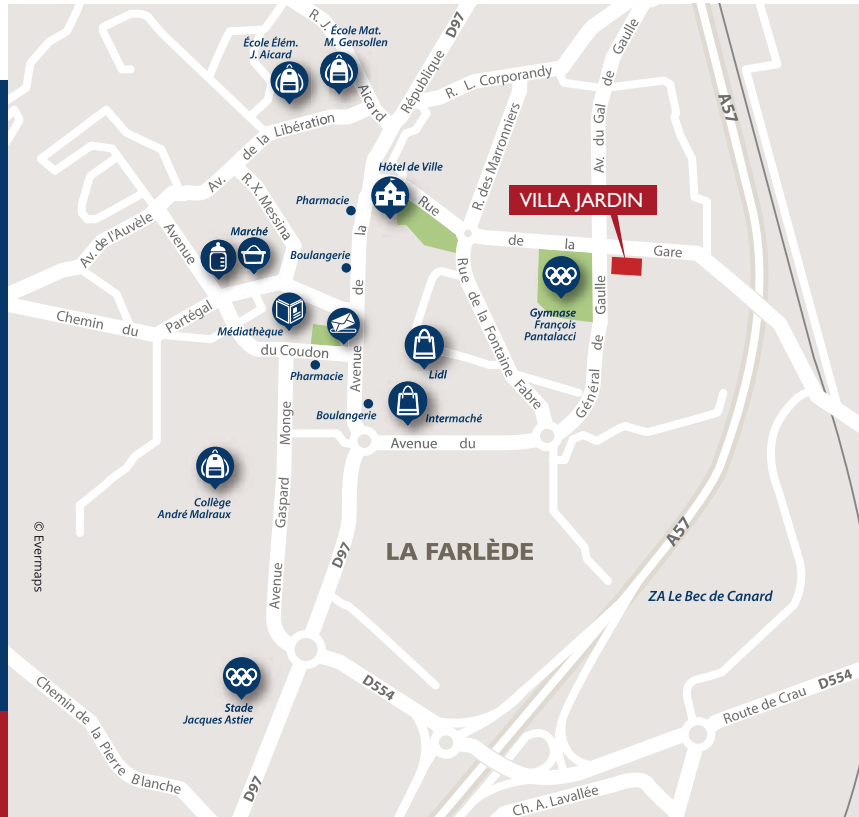 R. J. Aicard
D97
École Élém.
J. Aicard
École Mat.
M. Gensollen
République
R. L. Corporandy
Av. du Gal de Gaulle
A57
Av. de la Libération
R. des Marronniers
Hôtel de Ville
R. X. Messina
Pharmacie
Rue de la Gare
VILLA JARDIN
Av. de l'Auvèle
Avenue
Marché
Boulangerie
Avenue de la
Rue de la Fontaine Fabre
Gymnase
François
Pantalacci
Général de Gaulle
Chemin du Partégal
Médiathèque
du Coudon
Pharmacie
Lidl
Boulangerie
Intermaché
Avenue du
Avenue Gaspard Monge
Collège
André Malraux
© Evermaps
D97
LA FARLÈDE
A57
ZA Le Bec de Canard
Stade
Jacques Astier
D554
Route de Crau
D554
Chemin de la Pierre Blanche
D97
Ch. A. Lavallée